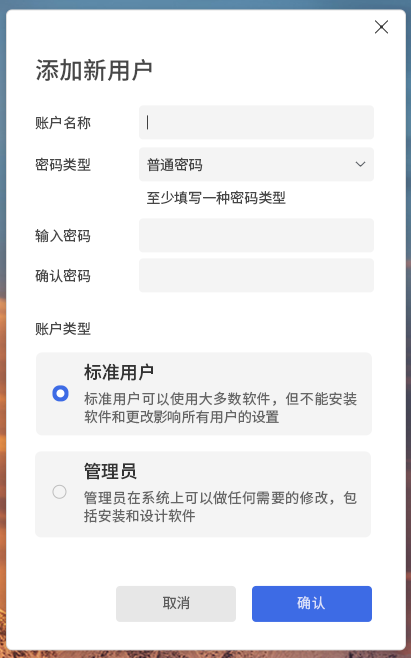 添加新用户
账户名称
密码类型 普通密码
至少填写一种密码类型
输入密码
确认密码
账户类型
标准用户
标准用户可以使用大多数软件，但不能安装
软件和更改影响所有用户的设置
管理员
管理员在系统上可以做任何需要的修改，包
括安装和设计软件
取消 确认